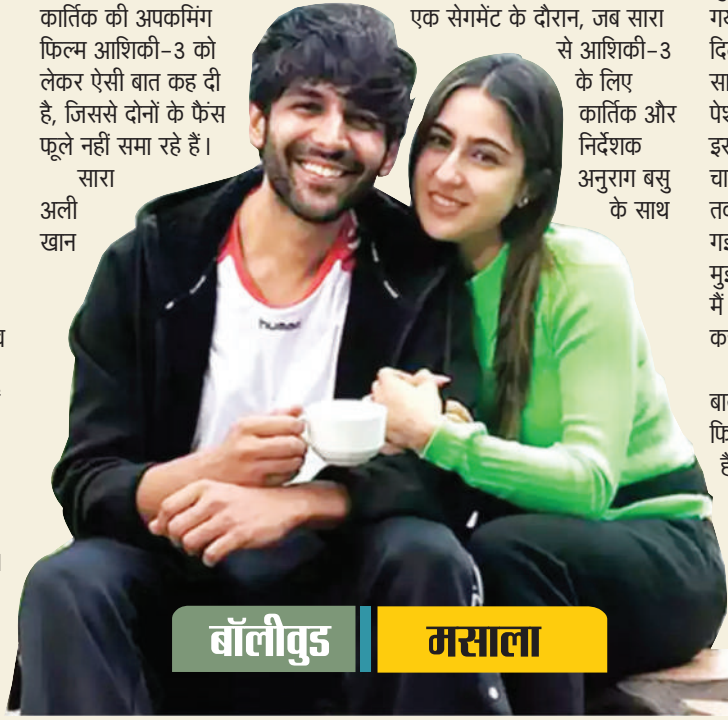 कार्तिक की अपकमिंग
फिल्म आशिकी-3 को
लेकर ऐसी बात कह दी
है, जिससे दोनों के फैंस
फूले नहीं समा रहे हैं।
सारा
अली
खान
एक सेगमेंट के दौरान, जब सारा
से आशिकी-3
के लिए
कार्तिक और
निर्देशक
अनुराग बसु
के साथ
hummel
बॉलीवुड मसाला